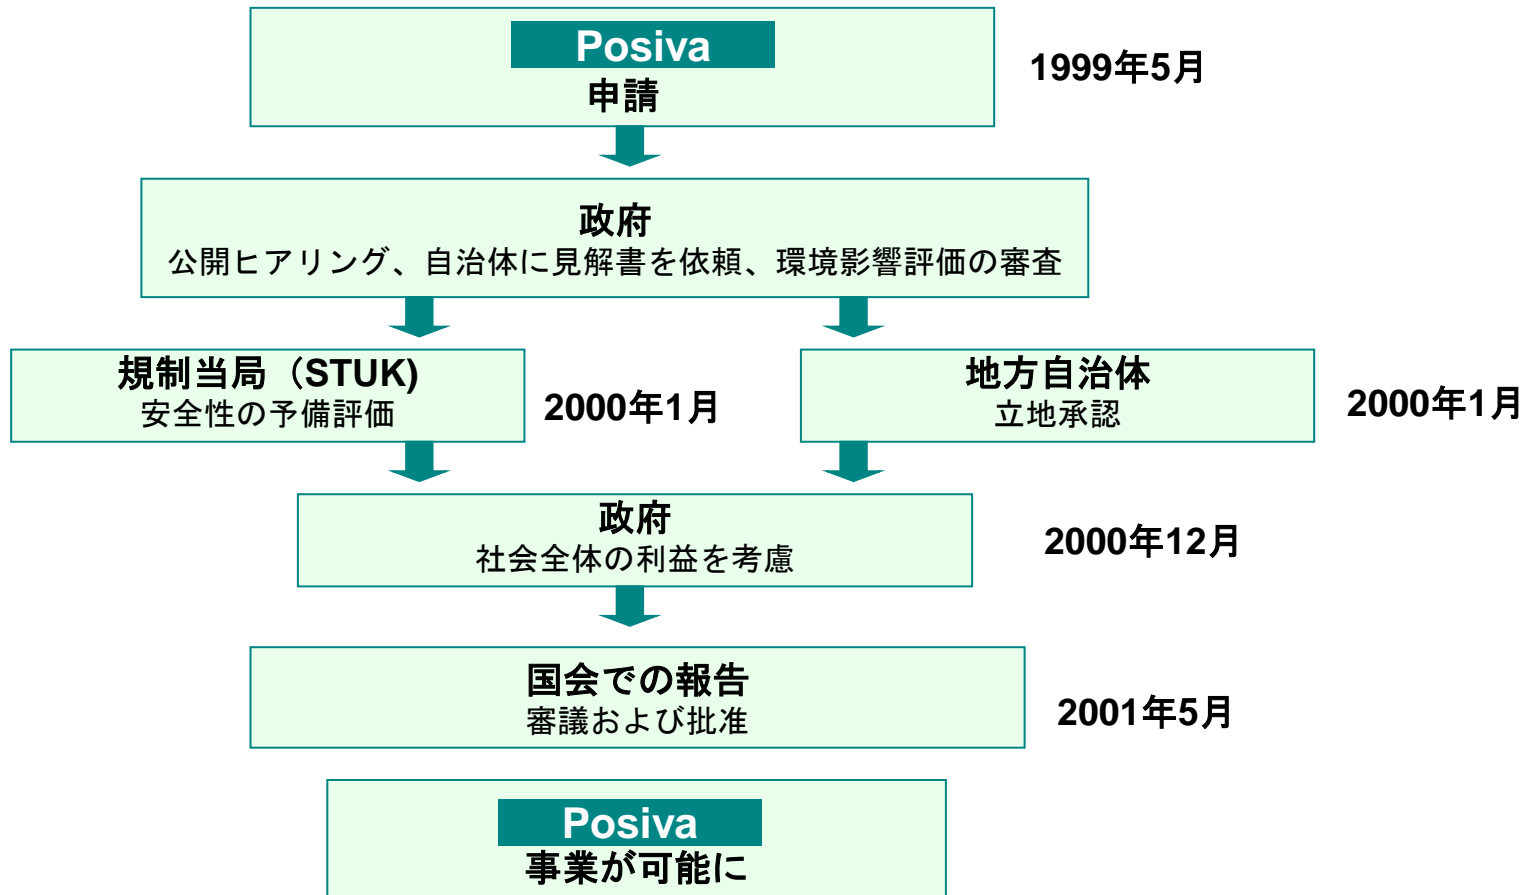 Posiva
申請
1999年5月
政府
公開ヒアリング、自治体に見解書を依頼、環境影響評価の審査
規制当局（STUK)
安全性の予備評価
2000年1月
地方自治体
立地承認
2000年1月
政府
社会全体の利益を考慮
2000年12月
国会での報告
審議および批准
2001年5月
Posiva
事業が可能に